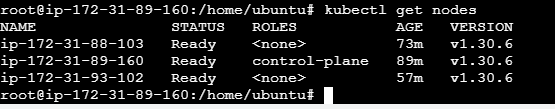 root@ip-172-31-89-160:/home/ubuntu# kubectl get nodes
NAME STATUS ROLES AGE VERSION
ip-172-31-88-103 Ready <none> 73m v1.30.6
ip-172-31-89-160 Ready control-plane 89m v1.30.6
ip-172-31-93-102 Ready <none> 57m v1.30.6
root@ip-172-31-89-160:/home/ubuntu#